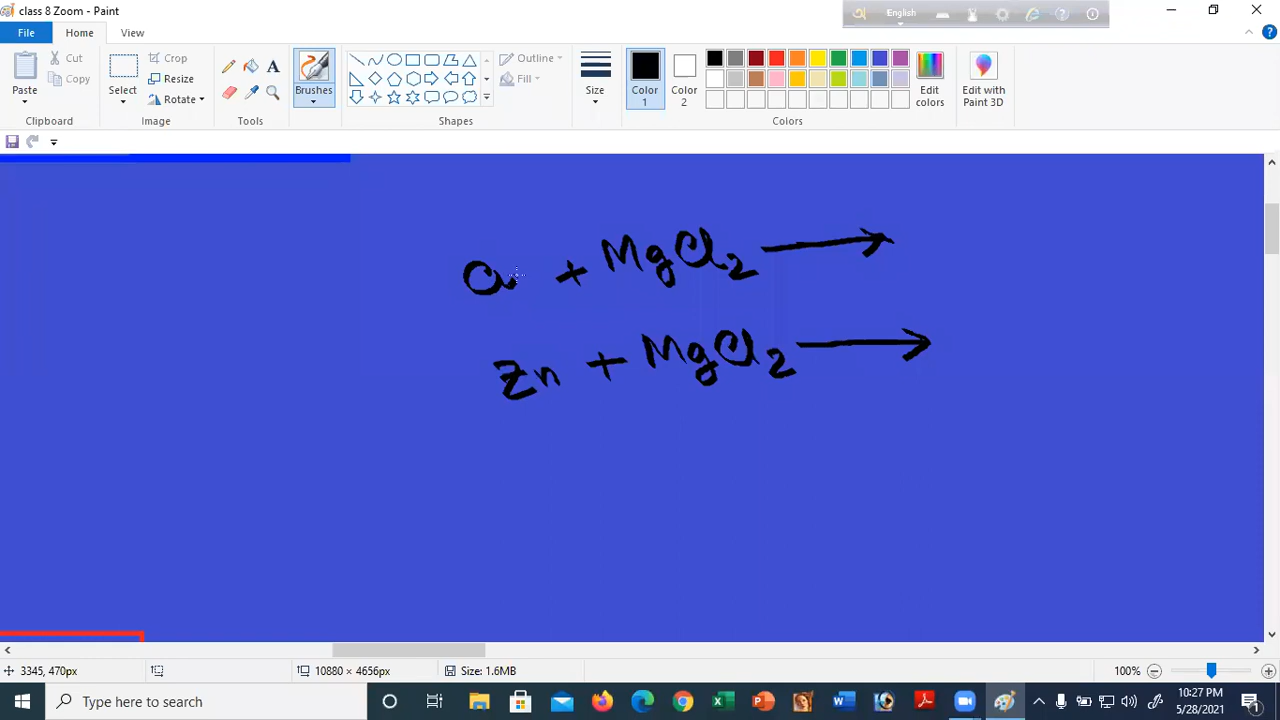 class 8 Zoom - Paint
English
File Home View
Paste
Cut
Copy
Clipboard
Select
Crop
Resize
Rotate
Image
Tools
Brushes
Outline
Fill
Shapes
Size
Color 1
Color 2
Edit colors
Edit with Paint 3D
Colors
Ca + MgCl2 →
Zn + MgCl2 →
3345, 470px
10880 × 4656px
Size: 1.6MB
100%
Type here to search
10:27 PM
5/28/2021